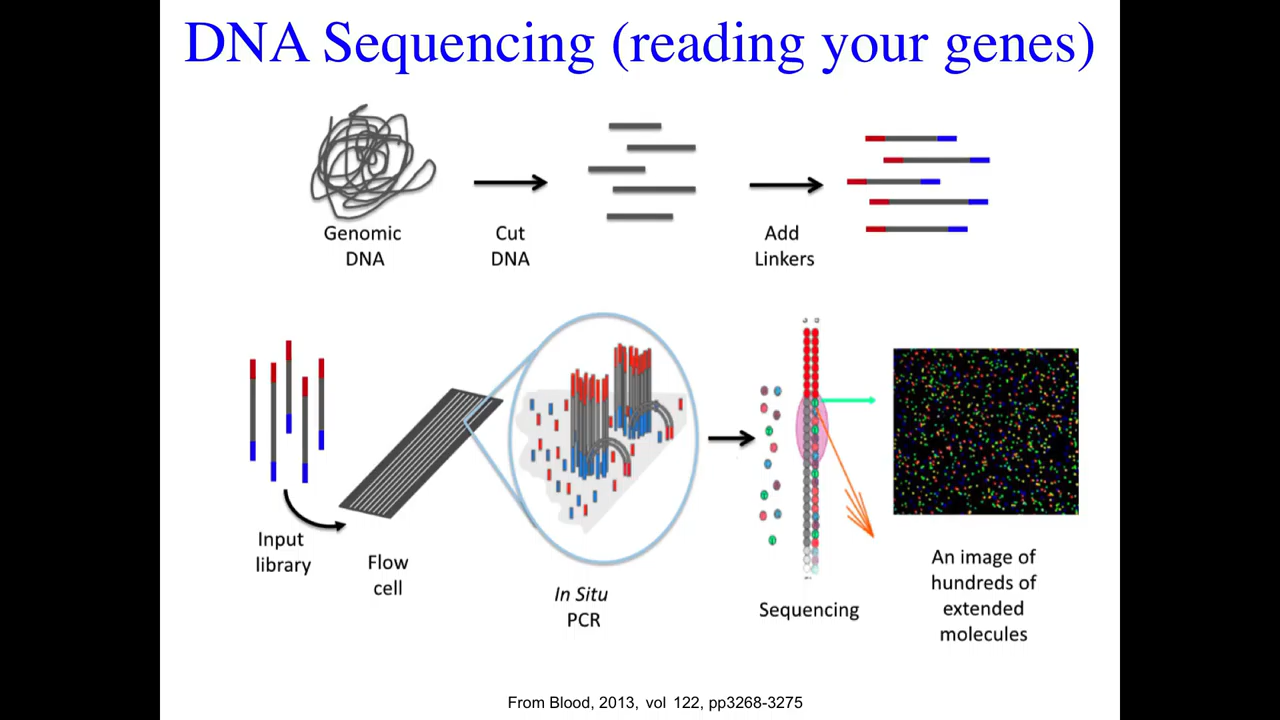 DNA Sequencing (reading your genes)
Genomic
DNA
Cut
DNA
Add
Linkers
Input
library
Flow
cell
In Situ
PCR
Sequencing
An image of
hundreds of
extended
molecules
From Blood, 2013, vol 122, pp3268-3275